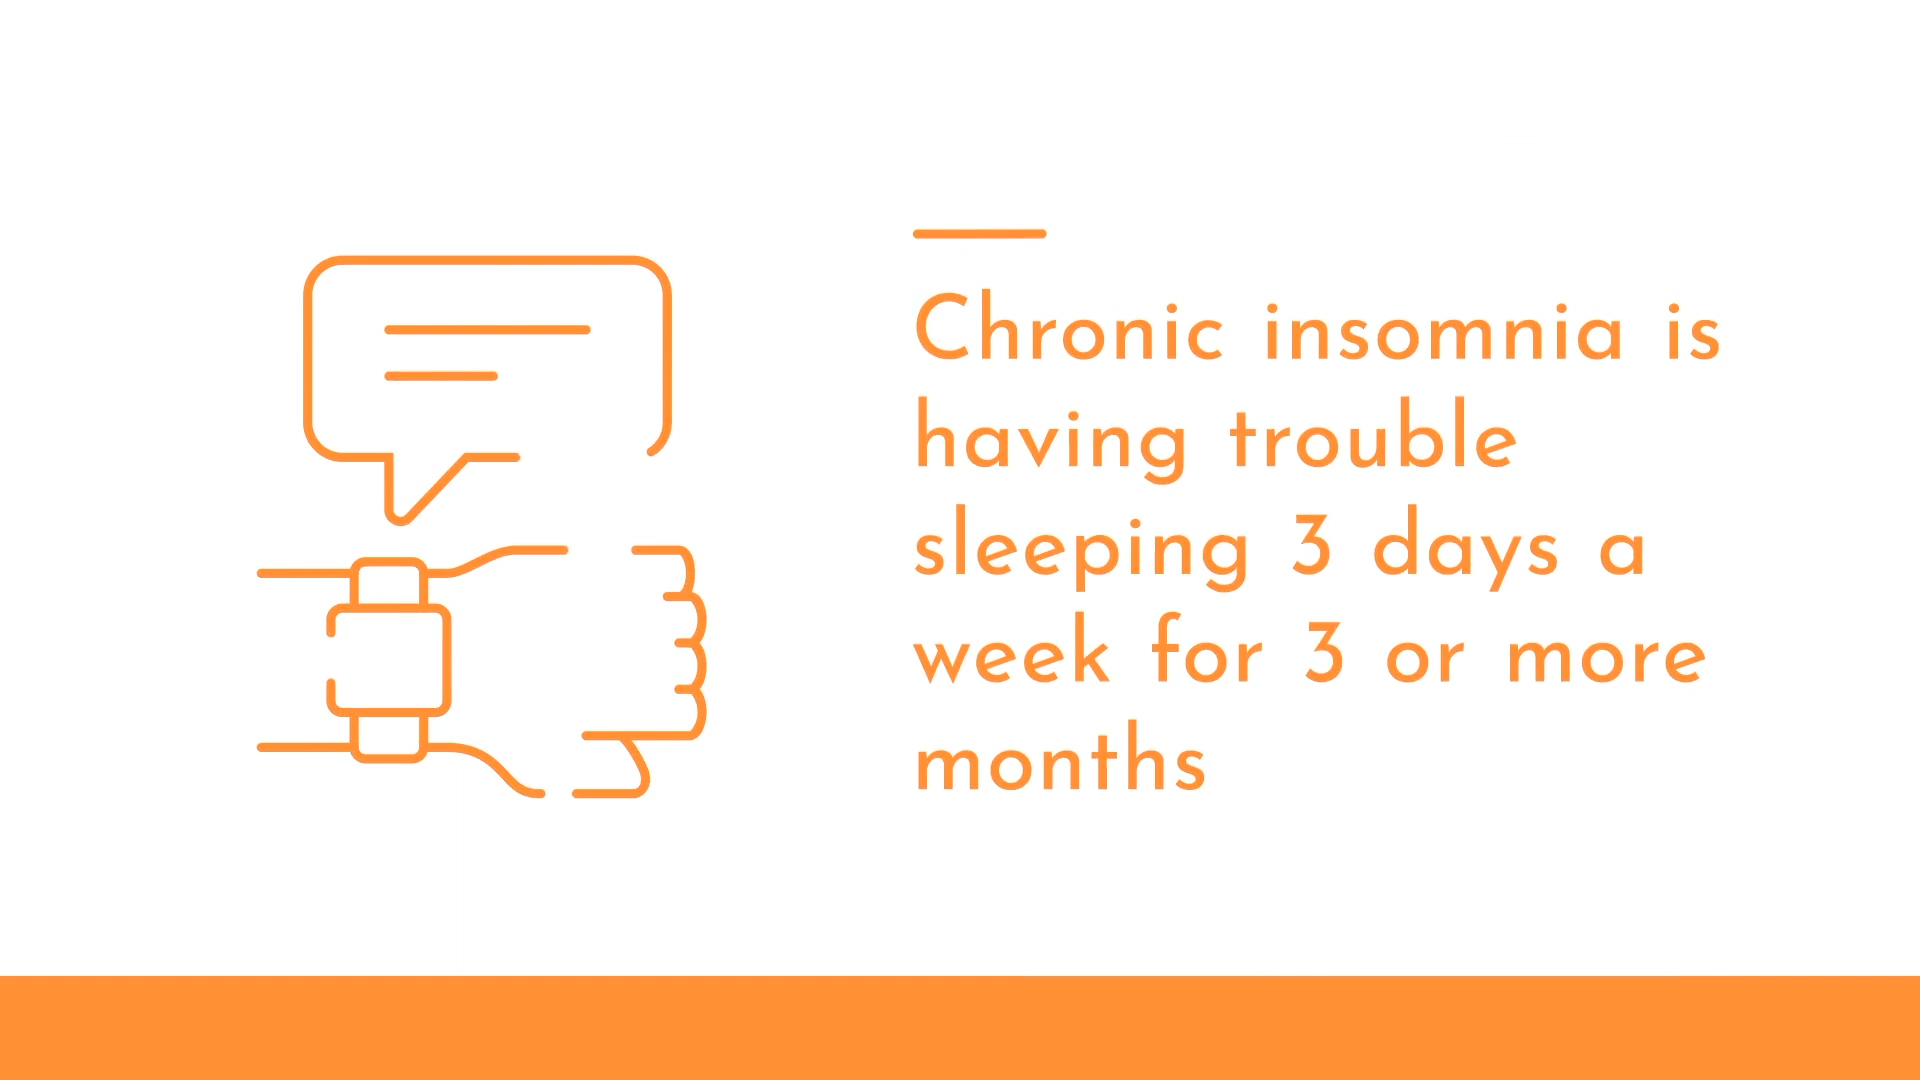 Chronic insomnia is
having trouble
sleeping 3 days a
week for 3 or more
months